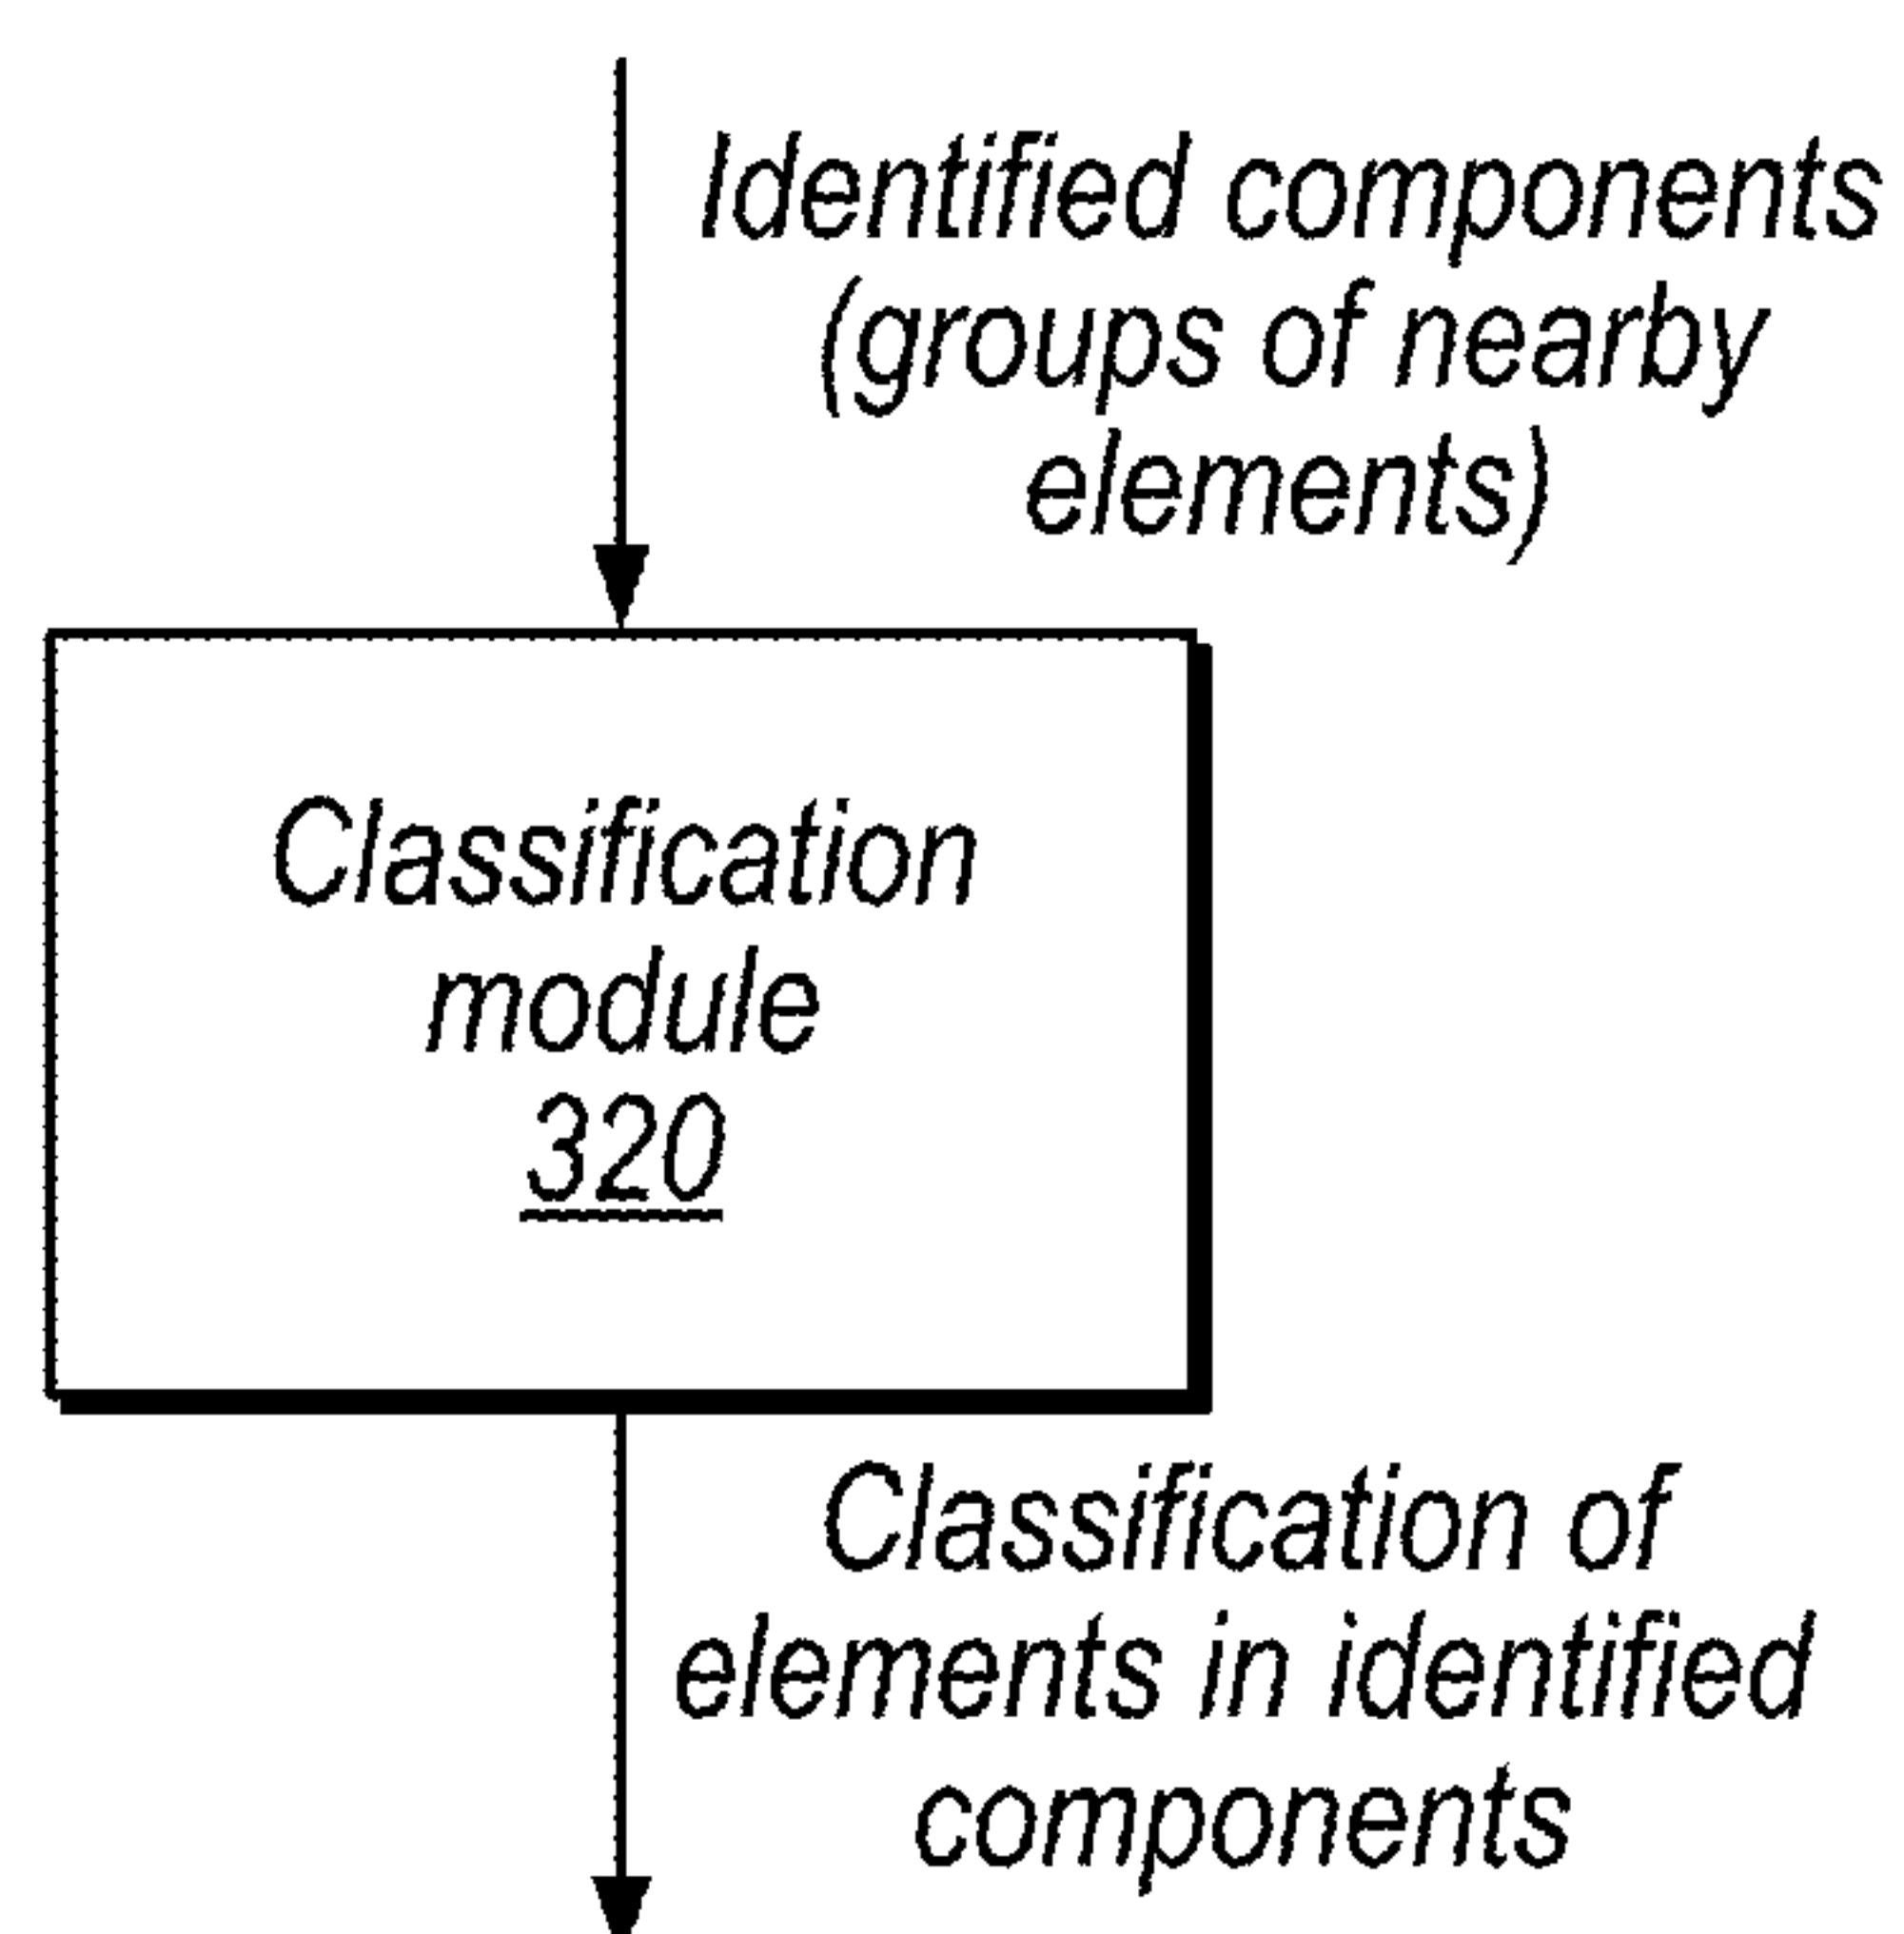 Identified components
(groups of nearby
elements)
Classification
module
320
Classification of
elements in identified
components